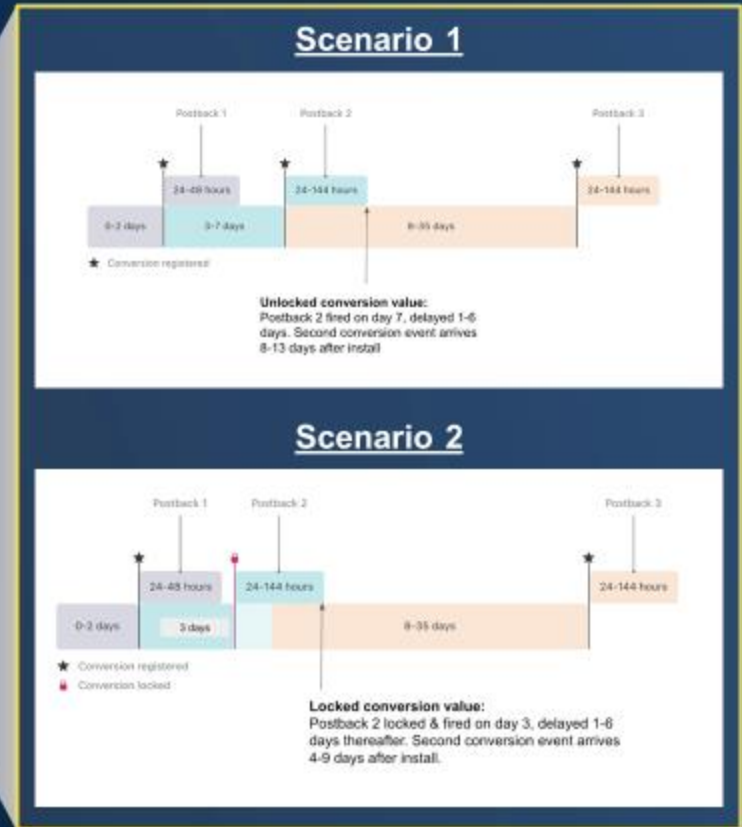 Scenario 1
Postback 1
Postback 2
Postback 3
24-48 hours
24-144 hours
24-144 hours
0-2 days
3-7 days
8-35 days
★ Conversion registered
Unlocked conversion value:
Postback 2 fired on day 7, delayed 1-6
days. Second conversion event arrives
8-13 days after install
Scenario 2
Postback 1
Postback 2
Postback 3
24-48 hours
24-144 hours
24-144 hours
0-2 days
3 days
8-35 days
★ Conversion registered
Conversion locked
Locked conversion value:
Postback 2 locked & fired on day 3, delayed 1-6
days thereafter. Second conversion event arrives
4-9 days after install.